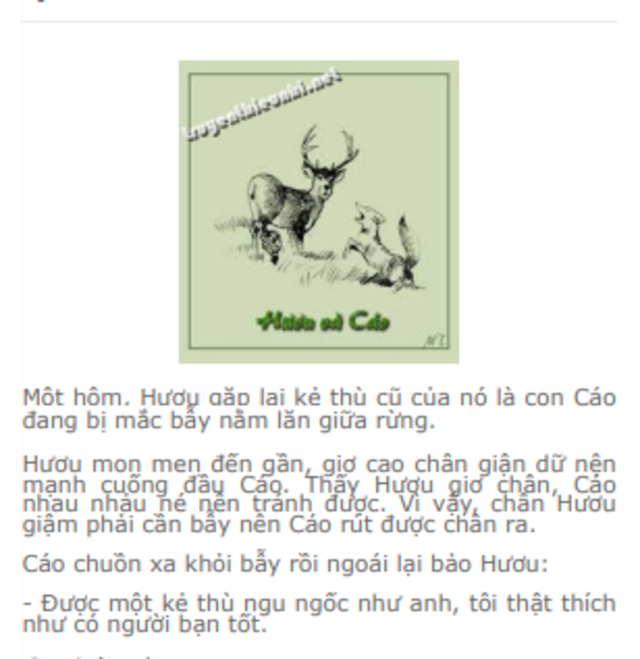 truyenthieunhi.net
Hươu và Cáo
Một hôm, Hươu gặp lại kẻ thù cũ của nó là con Cáo
đang bị mắc bẫy nằm lăn giữa rừng.
Hươu mon men đến gần, giơ cao chân giận dữ nện
mạnh cuống đầu Cáo. Thấy Hươu giơ chân, Cáo
nhau nhảu né nên tránh được. Vì vậy, chân Hươu
giậm phải cần bẫy nên Cáo rút được chân ra.
Cáo chuồn xa khỏi bẫy rồi ngoái lại bảo Hươu:
- Được một kẻ thù ngu ngốc như anh, tôi thật thích
như có người bạn tốt.